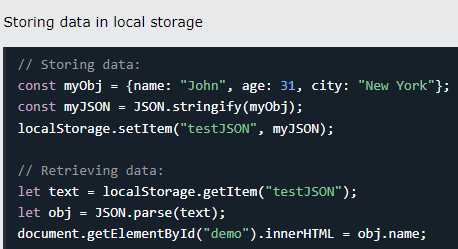 Storing data in local storage
// Storing data:
const myObj = {name: "John", age: 31, city: "New York"};
const myJSON = JSON.stringify(myObj);
localStorage.setItem("testJSON", myJSON);
// Retrieving data:
let text = localStorage.getItem("testJSON");
let obj = JSON.parse(text);
document.getElementById("demo").innerHTML = obj.name;